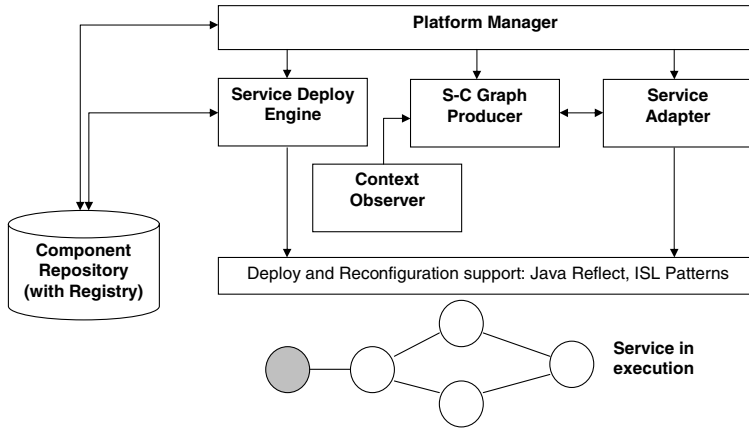 Platform Manager
Service Deploy
Engine
S-C Graph
Producer
Service
Adapter
Context
Observer
Component
Repository
(with Registry)
Deploy and Reconfiguration support: Java Reflect, ISL Patterns
Service in
execution